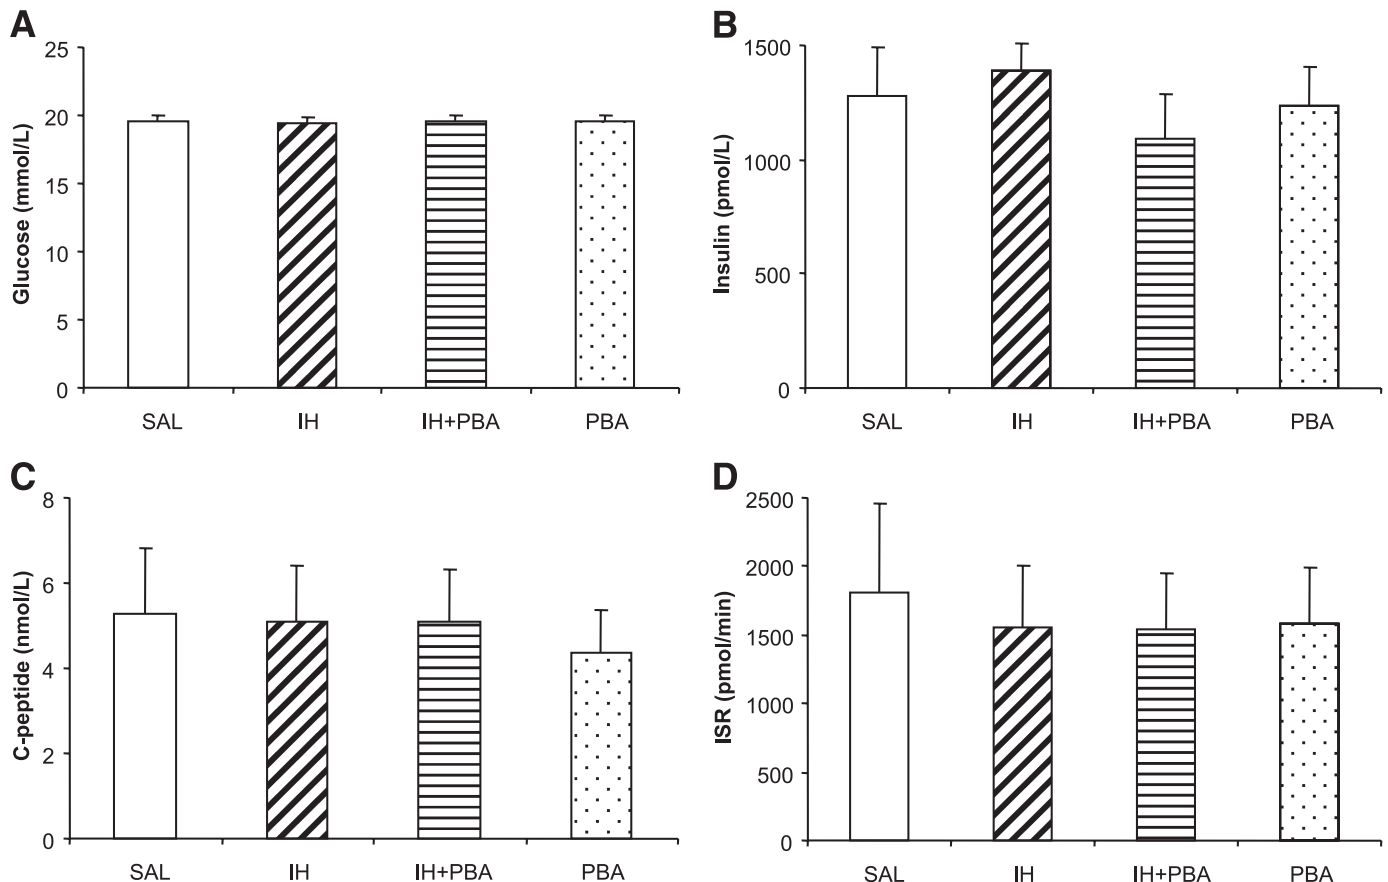 A
Glucose (mmol/L)
25
20
15
10
5
0
SAL IH IH+PBA PBA
B
Insulin (pmol/L)
1500
1000
500
0
SAL IH IH+PBA PBA
C
C-peptide (nmol/L)
8
6
4
2
0
SAL IH IH+PBA PBA
D
ISR (pmol/min)
2500
2000
1500
1000
500
0
SAL IH IH+PBA PBA